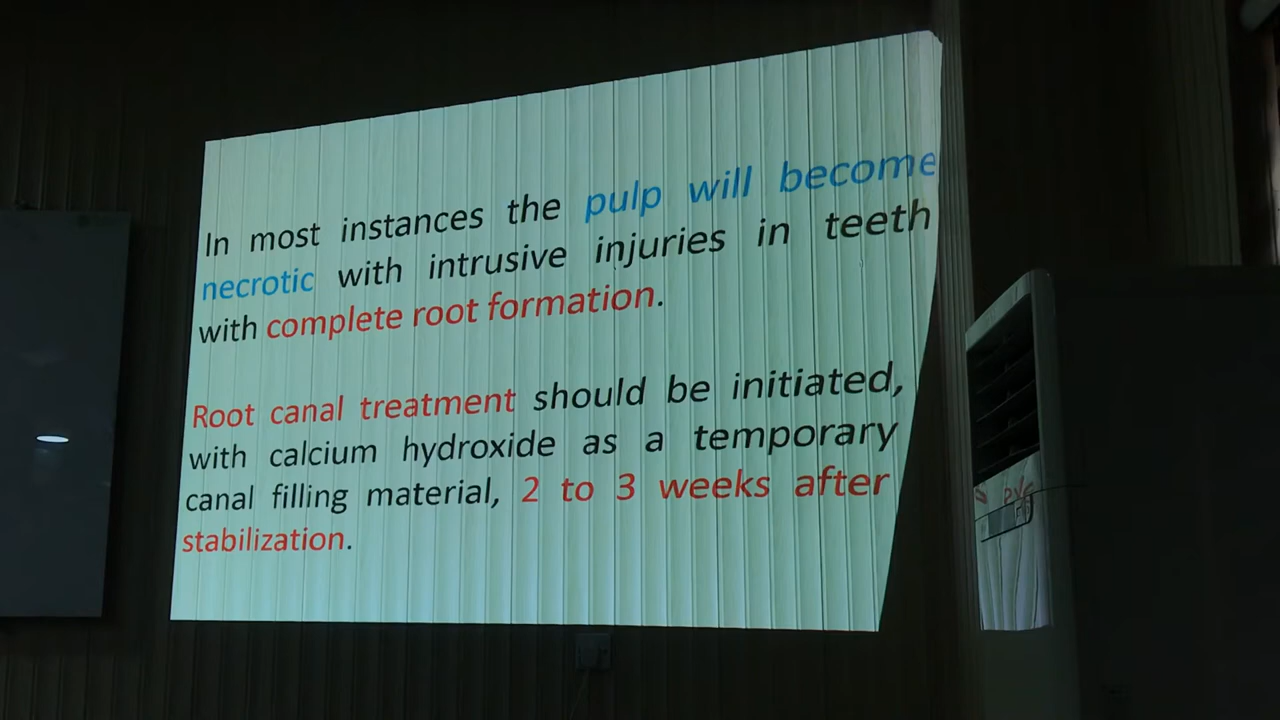 In most instances the pulp will become
necrotic with intrusive injuries in teeth
with complete root formation.
Root canal treatment should be initiated,
with calcium hydroxide as a temporary
canal filling material, 2 to 3 weeks after
stabilization.